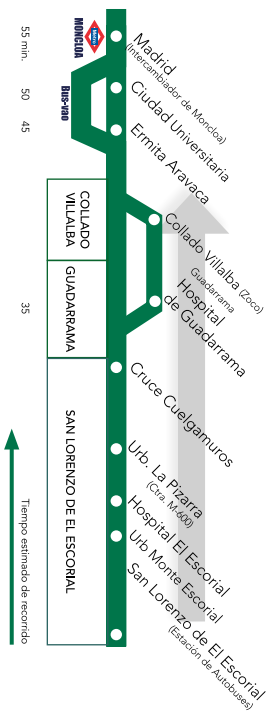 Madrid
(Intercambiador de Moncloa)
Ciudad Universitaria
Ermita Aravaca
Collado Villalba (Zoco)
Guadarrama
Hospital
de Guadarrama
Cruce Cuelgamuros
Urb. La Pizarra
(Ctra. M-600)
Hospital El Escorial
Urb Monte Escorial
San Lorenzo de El Escorial
(Estación de Autobuses)
Metro
MONCLOA
Bus-vao
COLLADO
VILLALBA
GUADARRAMA
SAN LORENZO DE EL ESCORIAL
55 min.
50
45
35
Tiempo estimado de recorrido